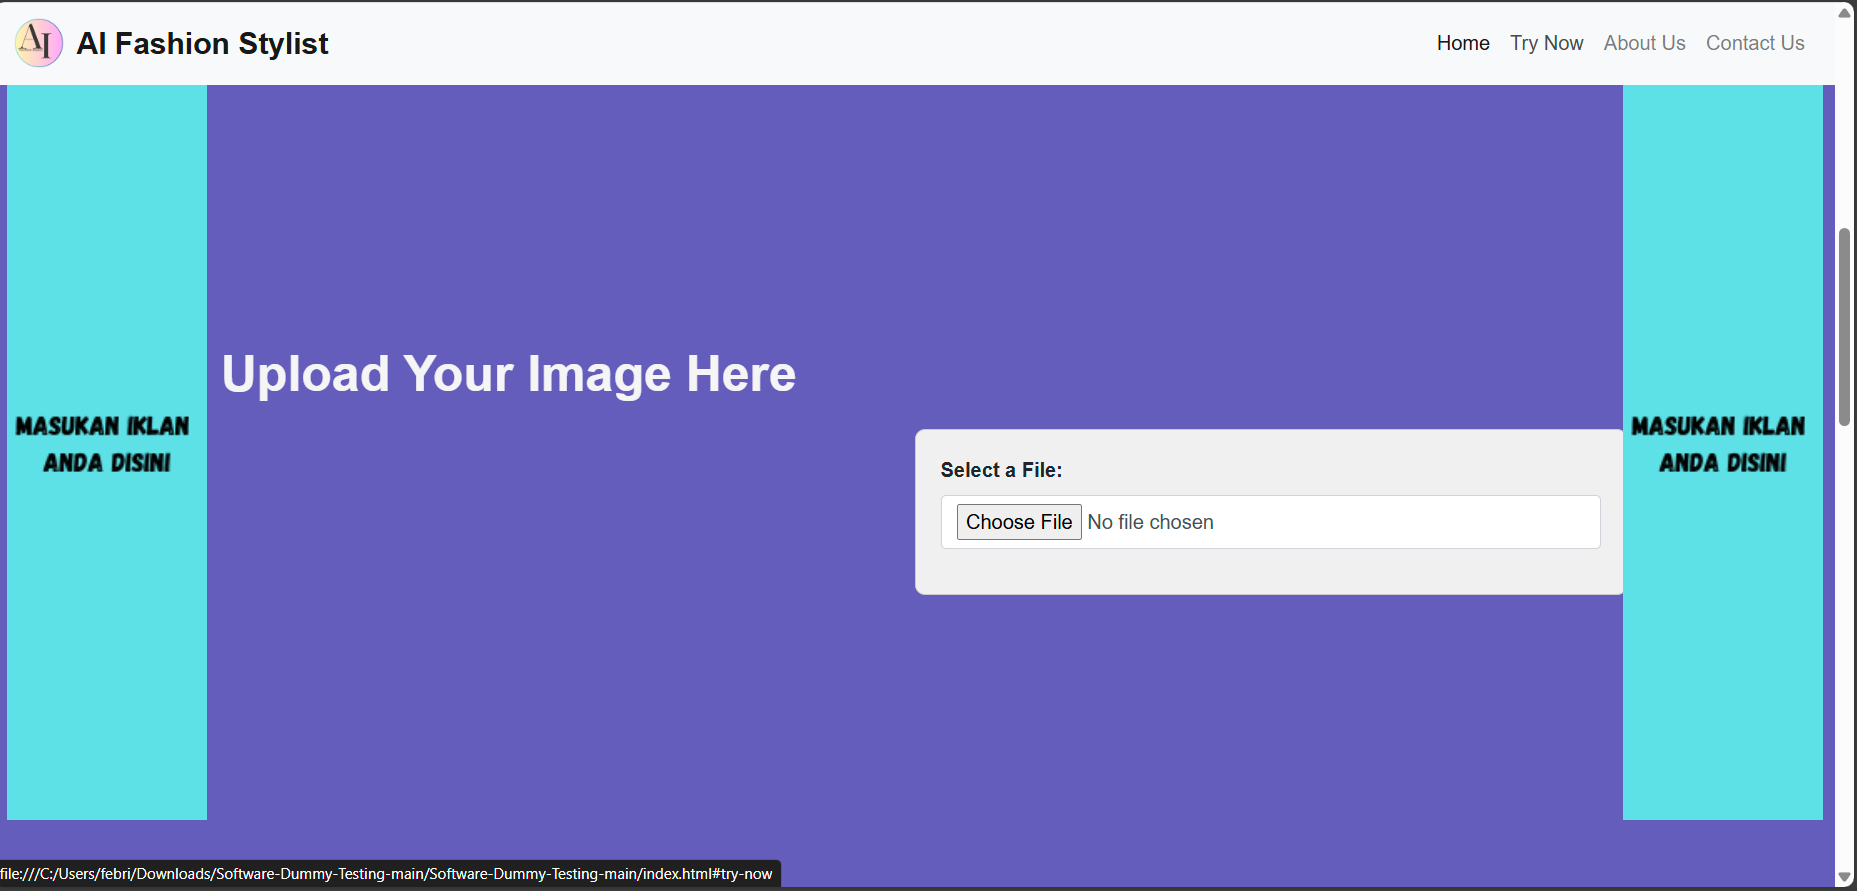 AI
AI Fashion Stylist
Home
Try Now
About Us
Contact Us
Upload Your Image Here
MASUKAN IKLAN
ANDA DISINI
Select a File:
Choose File No file chosen
MASUKAN IKLAN
ANDA DISINI
file:///C:/Users/febri/Downloads/Software-Dummy-Testing-main/Software-Dummy-Testing-main/index.html#try-now